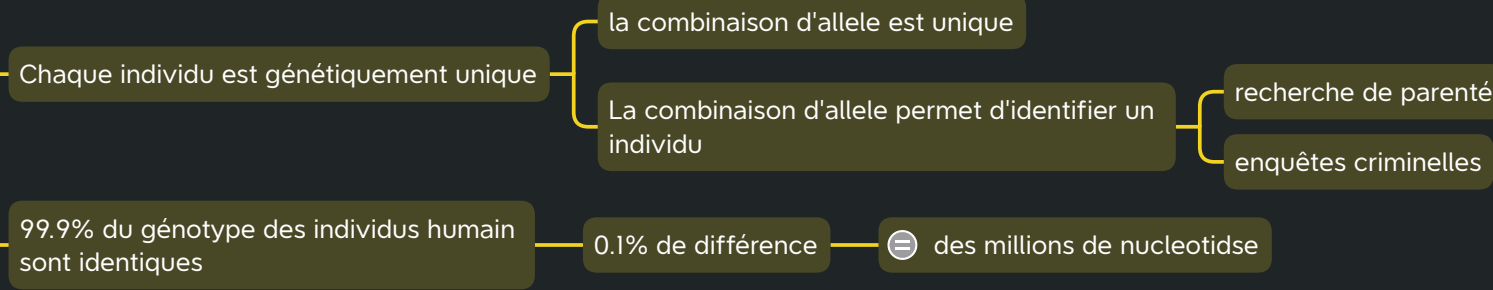 la combinaison d'allele est unique
Chaque individu est génétiquement unique
La combinaison d'allele permet d'identifier un
individu
recherche de parenté
enquêtes criminelles
99.9% du génotype des individus humain
sont identiques
0.1% de différence
= des millions de nucleotidse